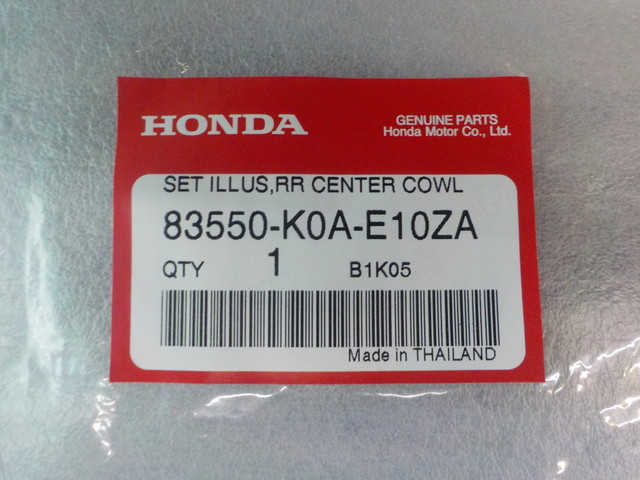 HONDA
GENUINE PARTS
Honda Motor Co., Ltd.
SET ILLUS,RR CENTER COWL
83550-K0A-E10ZA
QTY 1 B1K05
Made in THAILAND